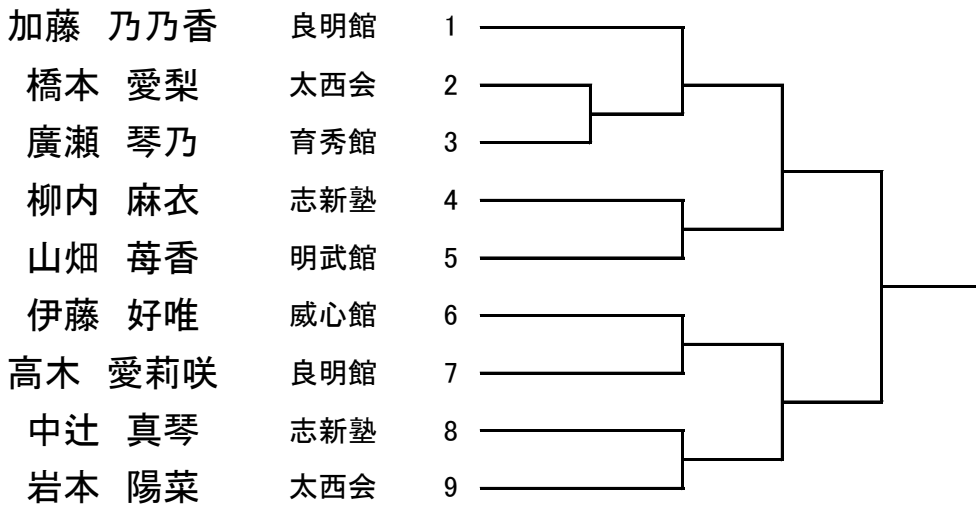 加藤 乃乃香 良明館 1
橋本 愛梨 太西会 2
廣瀬 琴乃 育秀館 3
柳内 麻衣 志新塾 4
山畑 苺香 明武館 5
伊藤 好唯 威心館 6
高木 愛莉咲 良明館 7
中辻 真琴 志新塾 8
岩本 陽菜 太西会 9